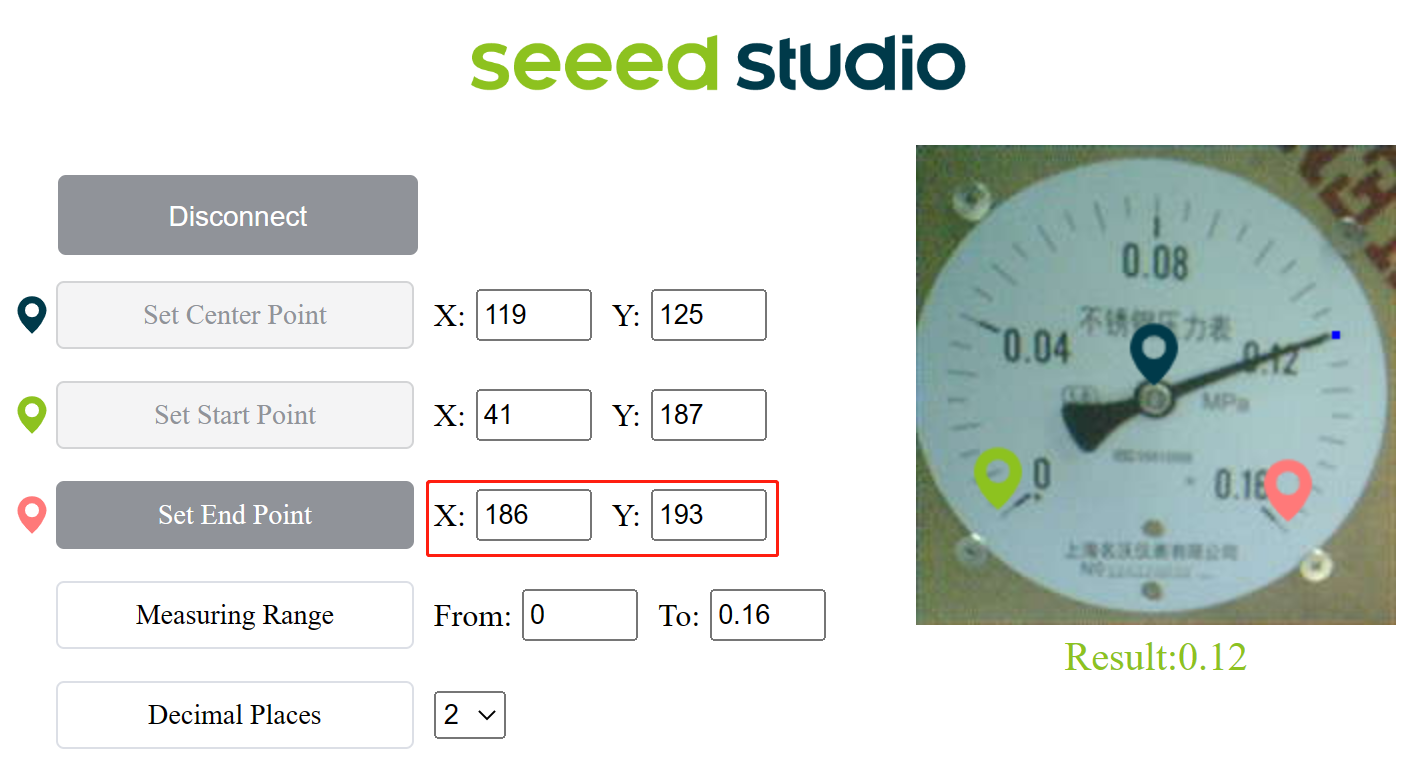 seeed studio
Disconnect
Set Center Point X: 119 Y: 125
Set Start Point X: 41 Y: 187
Set End Point X: 186 Y: 193
Measuring Range From: 0 To: 0.16
Decimal Places 2
0.08
不锈钢压力表
0.04 0.12
MPa
0 0.16
上海名沃仪表有限公司
Result:0.12